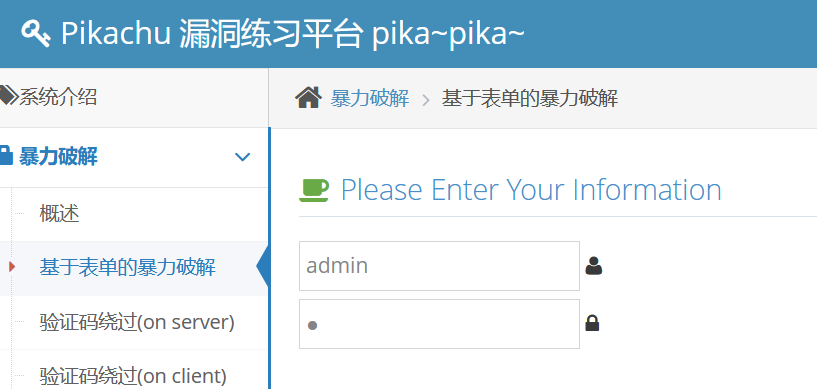 Pikachu 漏洞练习平台 pika~pika~
系统介绍
暴力破解
概述
基于表单的暴力破解
验证码绕过(on server)
验证码绕过(on client)
暴力破解 > 基于表单的暴力破解
Please Enter Your Information
admin